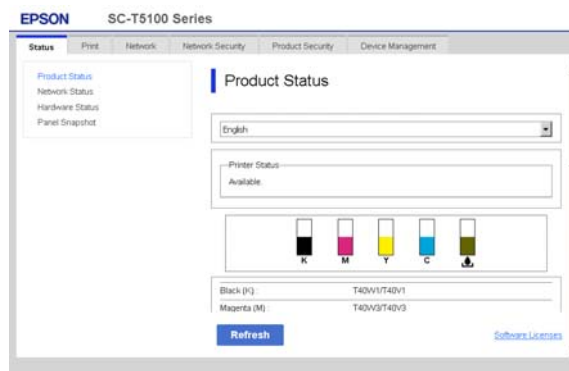 EPSON SC-T5100 Series
Status Print Network Network Security Product Security Device Management
Product Status
Network Status
Hardware Status
Panel Snapshot
Product Status
English
Printer Status
Available.
K M Y C
Black (K) : T40W1/T40V1
Magenta (M) : T40W3/T40V3
Refresh
Software Licenses